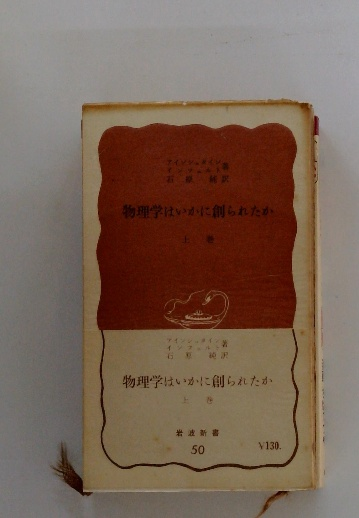 アインシュタイン
インフェルト 著
石原 純訳
物理学はいかに創られたか
上巻
アインシュタイン
インフェルト 著
石原 純訳
物理学はいかに創られたか
上巻
岩波新書
50
¥130.